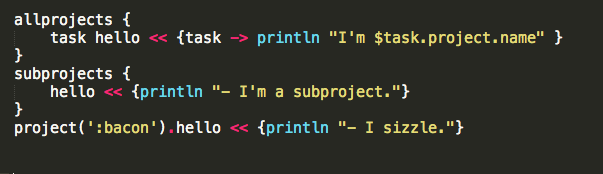 allprojects {
    task hello << {task -> println "I'm $task.project.name" }
}
subprojects {
    hello << {println "- I'm a subproject."}
}
project(':bacon').hello << {println "- I sizzle."}